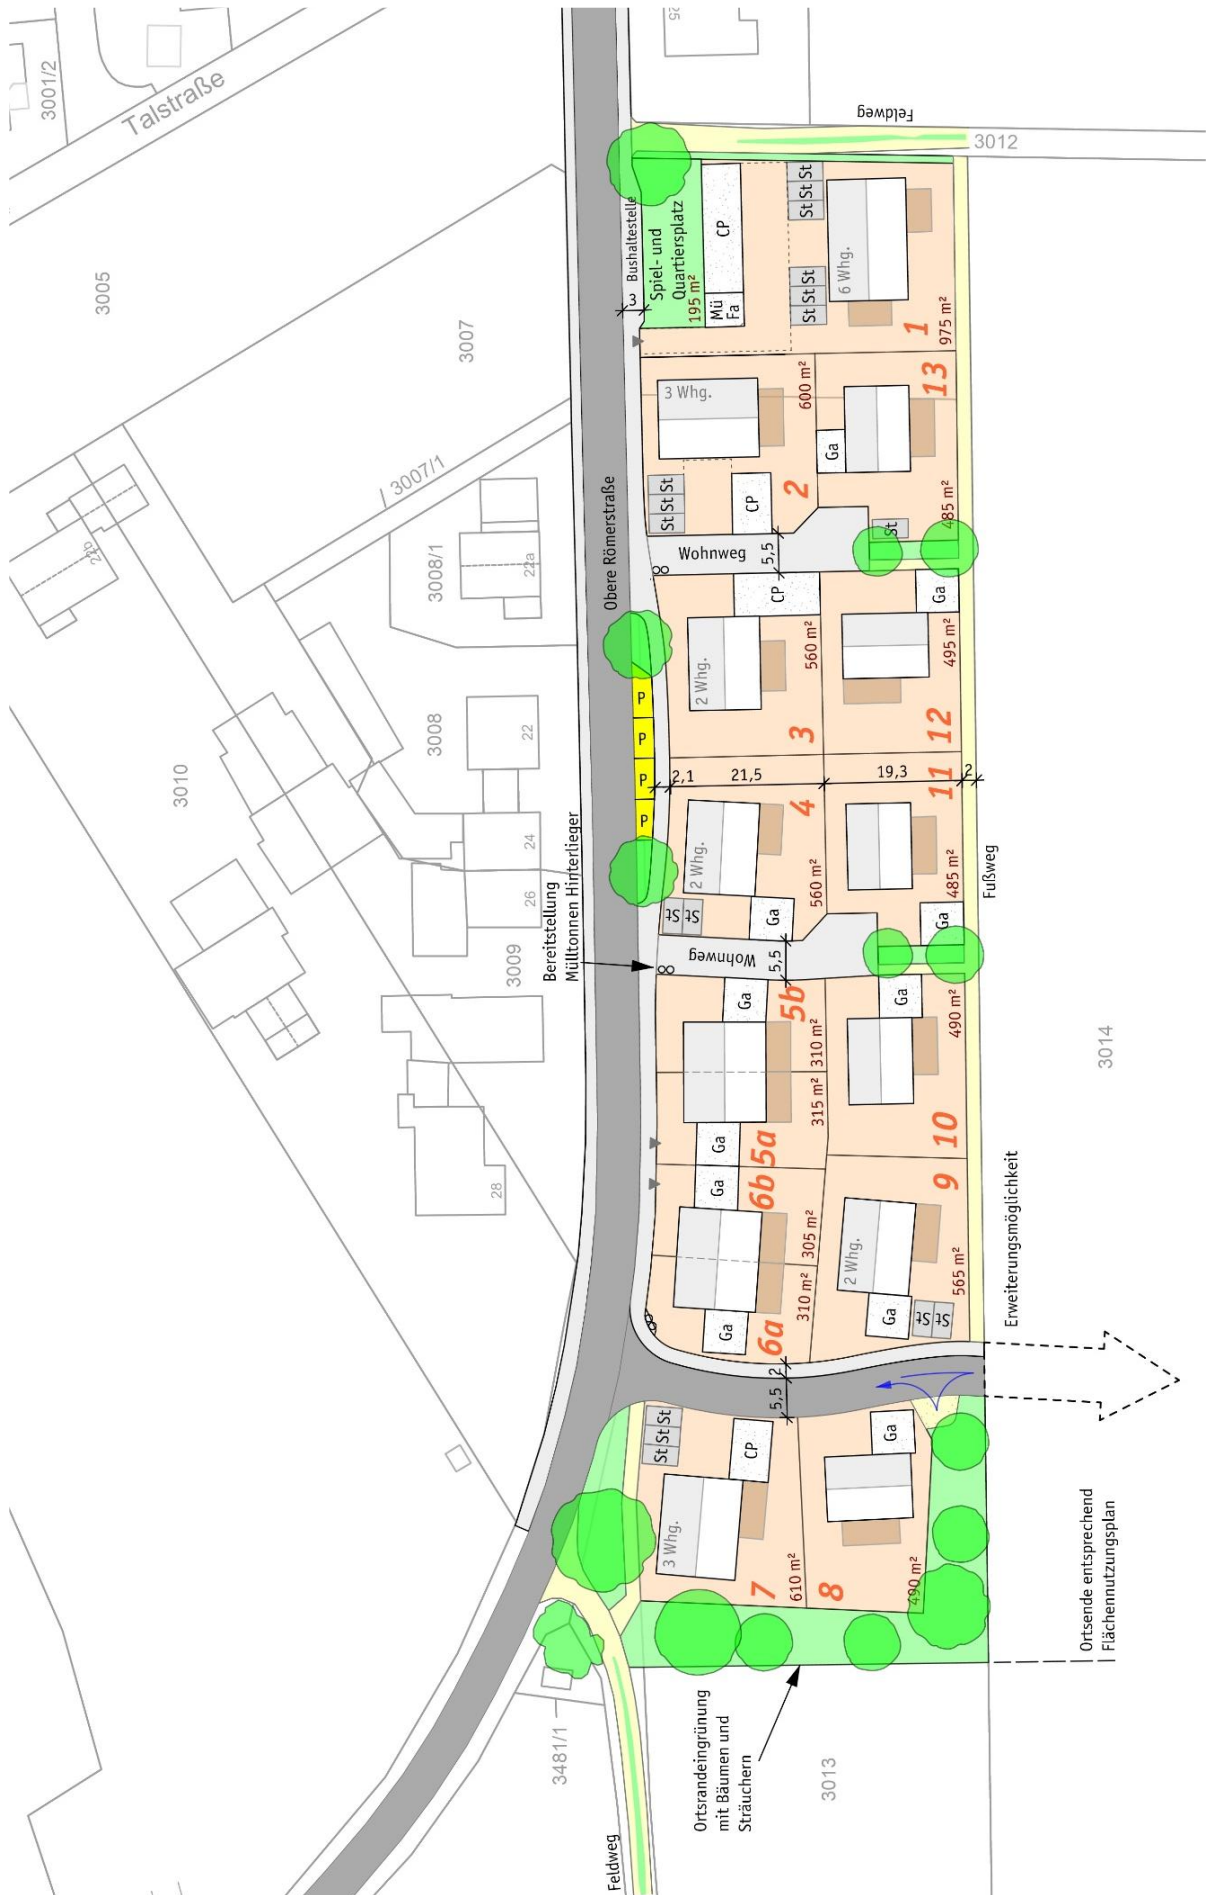 Talstraße
3001/2
3005
3007
3007/1
3008/1
22a
22b
3008
22
24
26
3009
3010
28
25
Feldweg
3012
Obere Römerstraße
Bushaltestelle
3
Spiel- und
Quartiersplatz
195 m²
Mü
Fa
CP
St St St
St St St
6 Whg.
1
975 m²
3 Whg.
600 m²
St St St
CP
2
Ga
13
485 m²
St
Wohnweg
5,5
CP
2 Whg.
560 m²
3
Ga
495 m²
12
P
P
P
P
2,1
21,5
19,3
2
11
4
2 Whg.
560 m²
St
St
Ga
485 m²
Ga
Fußweg
Bereitstellung
Mülltonnen Hinterlieger
Wohnweg
5,5
Ga
5b
310 m²
315 m²
Ga
5a
Ga
490 m²
10
3014
Ga
6b
305 m²
310 m²
Ga
6a
2 Whg.
9
565 m²
Ga
St
St
Erweiterungsmöglichkeit
2
5,5
St St St
CP
3 Whg.
7
610 m²
Ga
8
490 m²
Ortsende entsprechend
Flächennutzungsplan
Ortsrandeingrünung
mit Bäumen und
Sträuchern
3013
3481/1
Feldweg